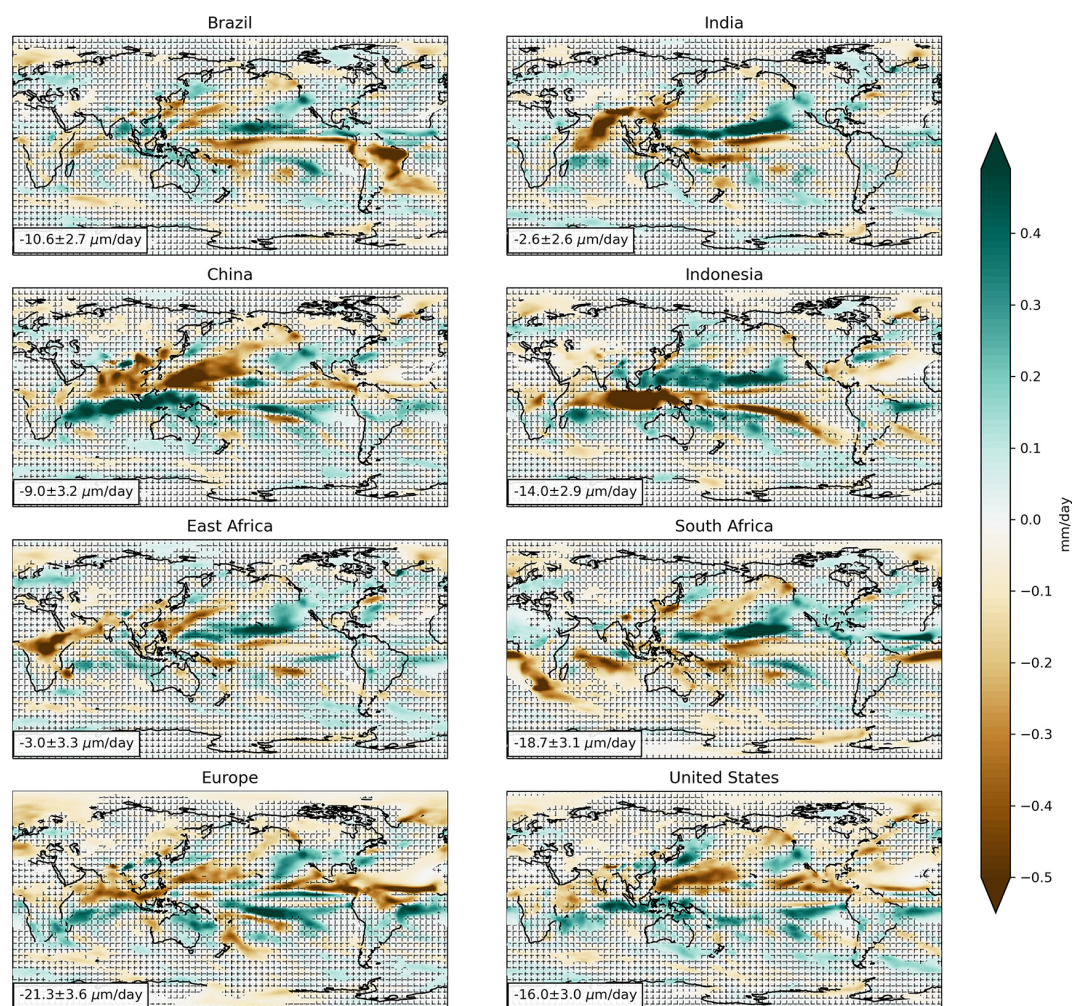 Brazil
India
-10.6±2.7 μm/day
-2.6±2.6 μm/day
China
Indonesia
-9.0±3.2 μm/day
-14.0±2.9 μm/day
East Africa
South Africa
-3.0±3.3 μm/day
-18.7±3.1 μm/day
Europe
United States
-21.3±3.6 μm/day
-16.0±3.0 μm/day
0.4
0.3
0.2
0.1
0.0
−0.1
−0.2
−0.3
−0.4
−0.5
mm/day